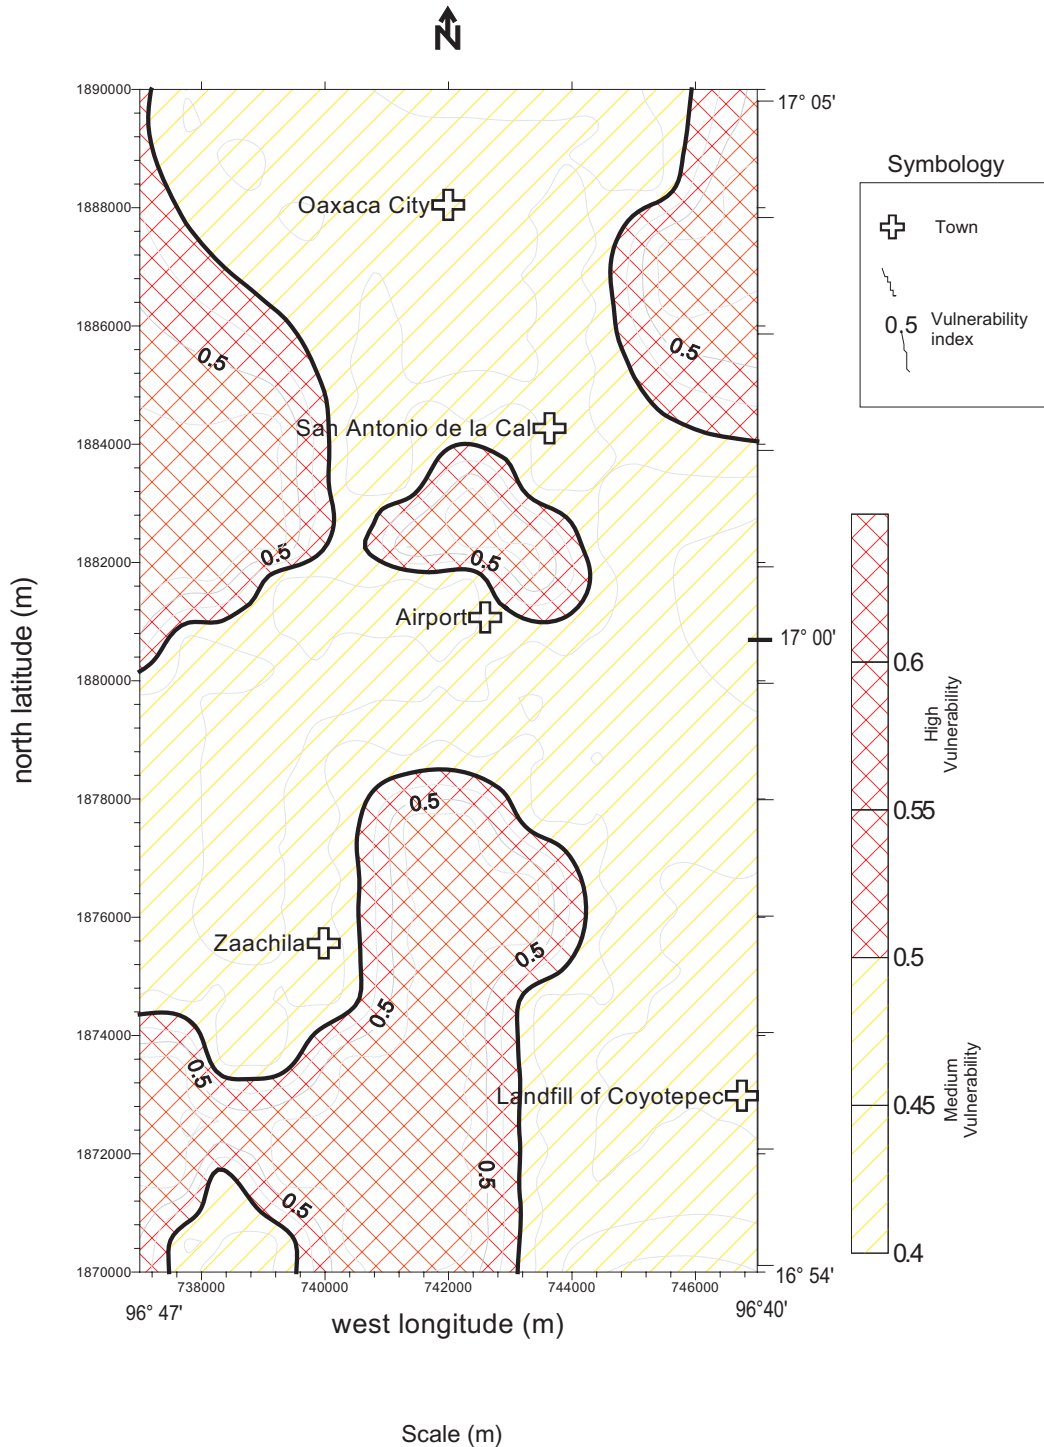 N
1890000
17° 05'
Symbology
Oaxaca City
1888000
Town
1886000
0.5
Vulnerability
index
0.5
0.5
San Antonio de la Cal
1884000
0.5
0.5
1882000
Airport
17° 00'
1880000
0.6
High
Vulnerability
north latitude (m)
1878000
0.5
0.55
1876000
Zaachila
0.5
0.5
0.5
1874000
0.5
Landfill of Coyotepec
0.45
Medium
Vulnerability
1872000
0.5
0.5
0.4
1870000
16° 54'
738000
740000
742000
744000
746000
96° 47'
96° 40'
west longitude (m)
Scale (m)